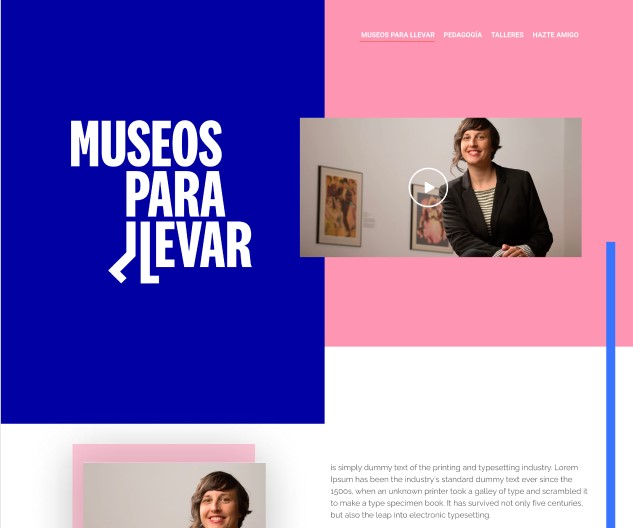 MUSEOS PARA LLEVAR PEDAGOGÍA TALLERES HAZTE AMIGO
MUSEOS
PARA
LLEVAR
is simply dummy text of the printing and typesetting industry. Lorem
Ipsum has been the industry's standard dummy text ever since the
1500s, when an unknown printer took a galley of type and scrambled it
to make a type specimen book. It has survived not only five centuries,
but also the leap into electronic typesetting.